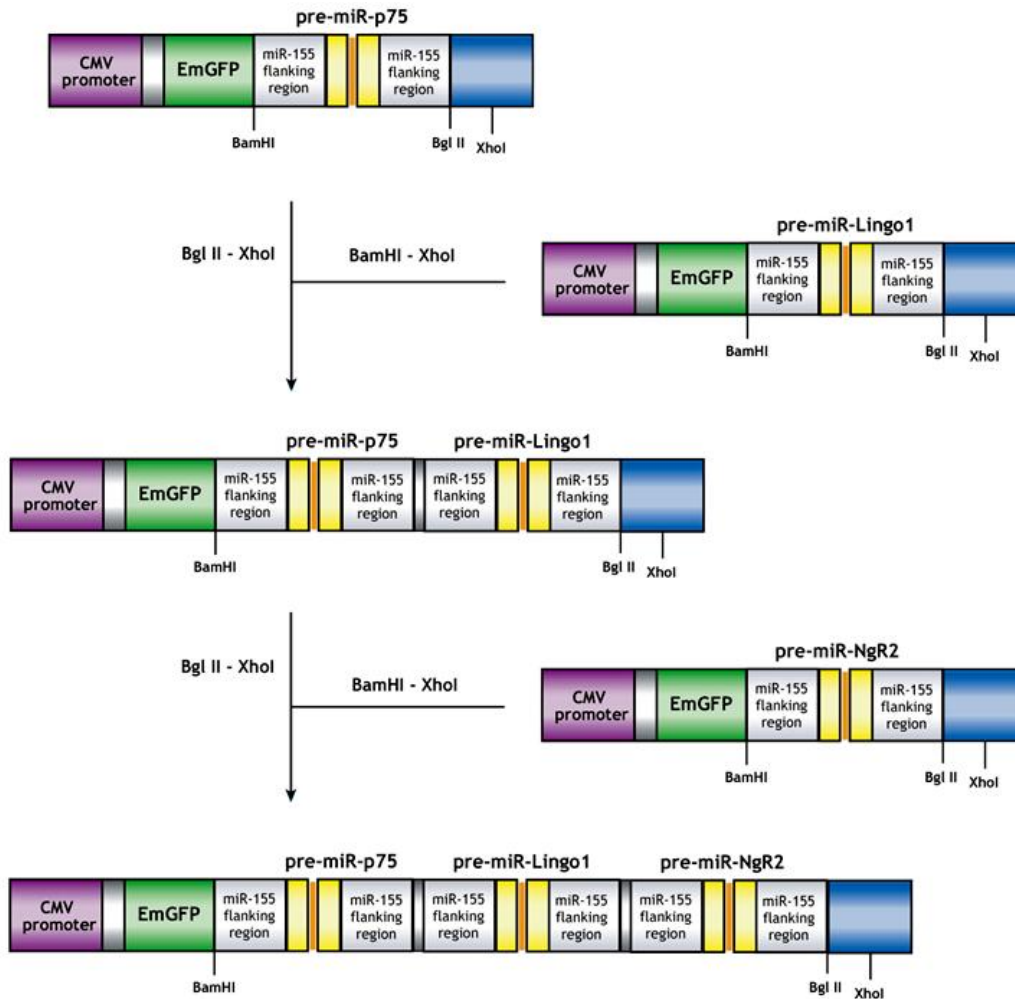 pre-miR-p75
CMV
promoter
EmGFP
miR-155
flanking
region
miR-155
flanking
region
BamHI
Bgl II
XhoI
Bgl II - XhoI
BamHI - XhoI
pre-miR-Lingo1
CMV
promoter
EmGFP
miR-155
flanking
region
miR-155
flanking
region
BamHI
Bgl II
XhoI
pre-miR-p75
pre-miR-Lingo1
CMV
promoter
EmGFP
miR-155
flanking
region
miR-155
flanking
region
miR-155
flanking
region
miR-155
flanking
region
BamHI
Bgl II
XhoI
Bgl II - XhoI
BamHI - XhoI
pre-miR-NgR2
CMV
promoter
EmGFP
miR-155
flanking
region
miR-155
flanking
region
BamHI
Bgl II
XhoI
pre-miR-p75
pre-miR-Lingo1
pre-miR-NgR2
CMV
promoter
EmGFP
miR-155
flanking
region
miR-155
flanking
region
miR-155
flanking
region
miR-155
flanking
region
miR-155
flanking
region
miR-155
flanking
region
BamHI
Bgl II
XhoI